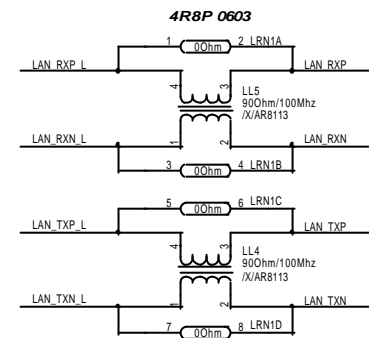 4R8P 0603
1 0Ohm 2 LRN1A
LAN_RXP_L LAN_RXP
4 3
LL5
90Ohm/100Mhz
/X/AR8113
LAN_RXN_L 1 2 LAN_RXN
3 0Ohm 4 LRN1B
5 0Ohm 6 LRN1C
LAN_TXP_L LAN_TXP
4 3
LL4
90Ohm/100Mhz
/X/AR8113
LAN_TXN_L 1 2 LAN_TXN
7 0Ohm 8 LRN1D